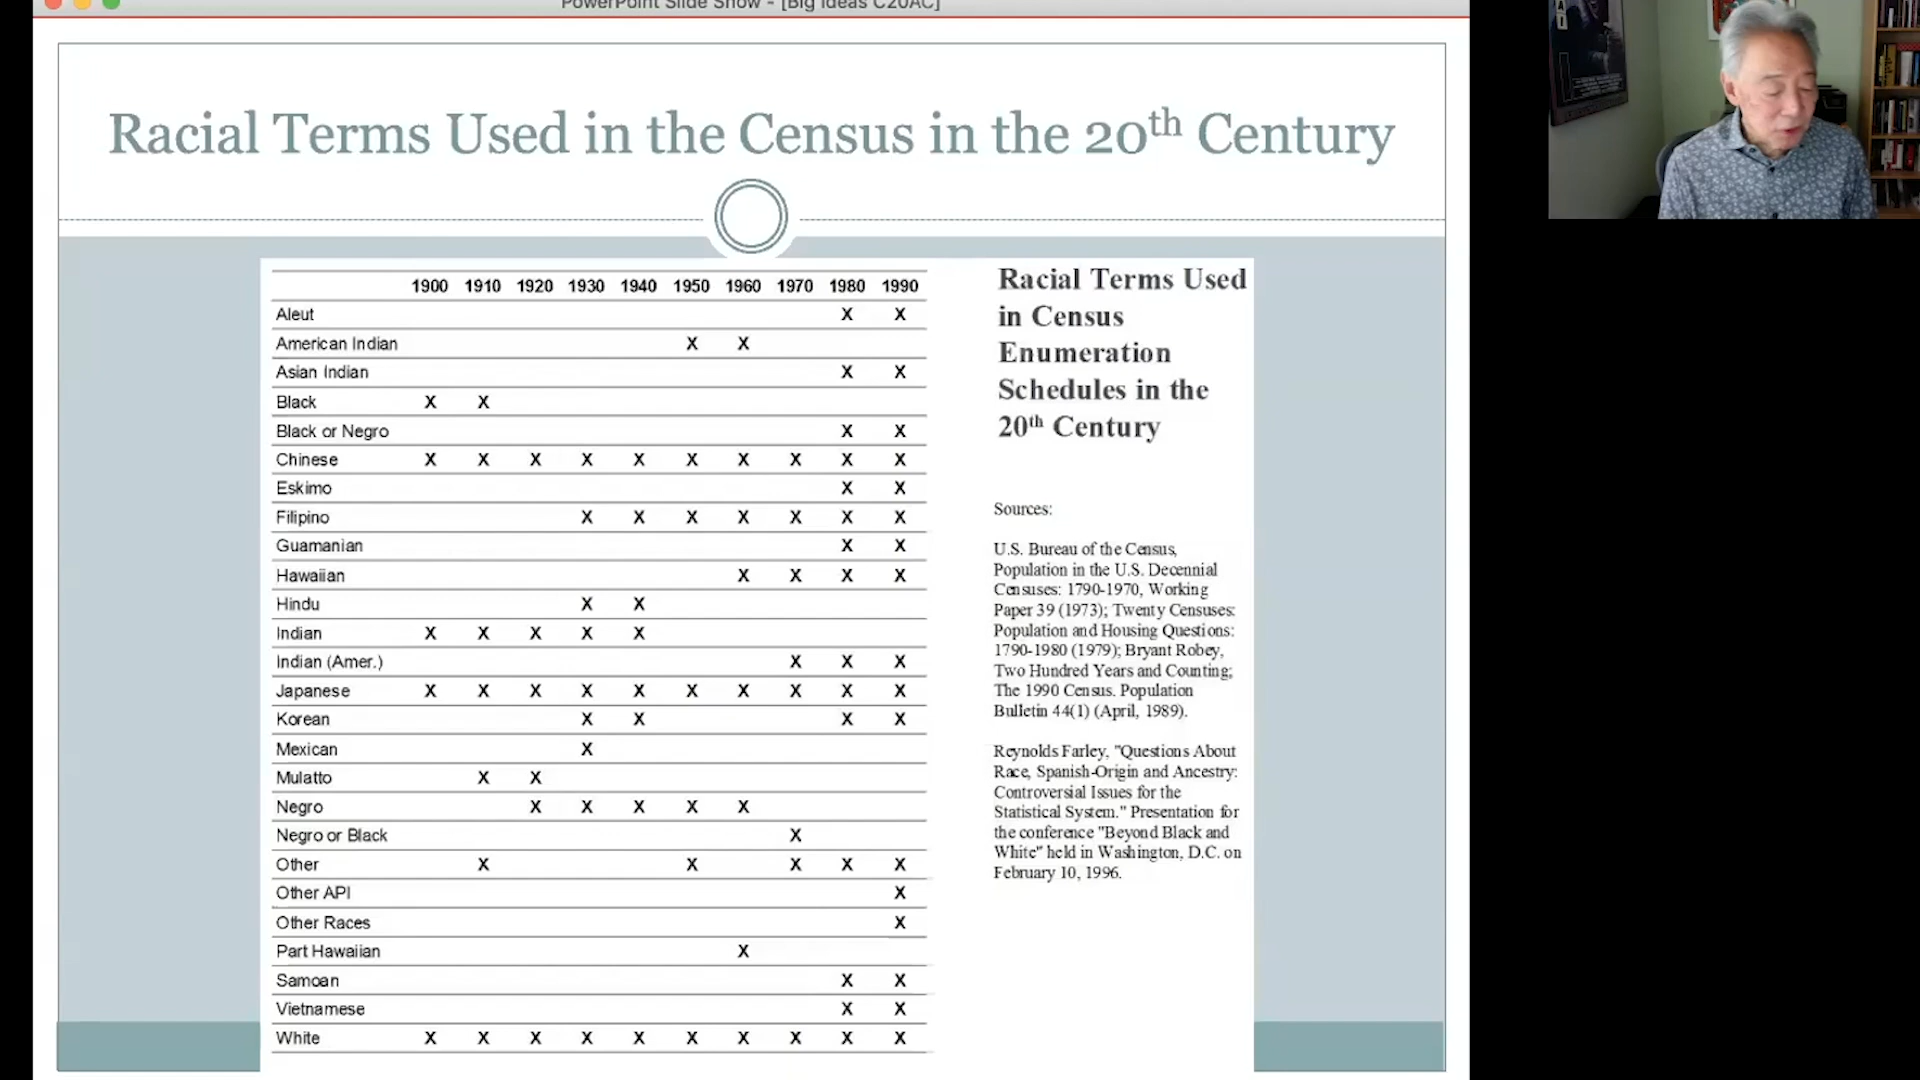 PowerPoint Slide Show - [Big Ideas C20AC]
Racial Terms Used in the Census in the 20th Century
1900 1910 1920 1930 1940 1950 1960 1970 1980 1990
Aleut X X
American Indian X X
Asian Indian X X
Black X X
Black or Negro X X
Chinese X X X X X X X X X X
Eskimo X X
Filipino X X X X X X X
Guamanian X X
Hawaiian X X X X
Hindu X X
Indian X X X X X
Indian (Amer.) X X X
Japanese X X X X X X X X X X
Korean X X X X
Mexican X
Mulatto X X
Negro X X X X X
Negro or Black X
Other X X X X X
Other API X
Other Races X
Part Hawaiian X
Samoan X X
Vietnamese X X
White X X X X X X X X X X
Racial Terms Used
in Census
Enumeration
Schedules in the
20th Century
Sources:
U.S. Bureau of the Census,
Population in the U.S. Decennial
Censuses: 1790-1970, Working
Paper 39 (1973); Twenty Censuses:
Population and Housing Questions:
1790-1980 (1979); Bryant Robey,
Two Hundred Years and Counting;
The 1990 Census. Population
Bulletin 44(1) (April, 1989).
Reynolds Farley, "Questions About
Race, Spanish-Origin and Ancestry:
Controversial Issues for the
Statistical System." Presentation for
the conference "Beyond Black and
White" held in Washington, D.C. on
February 10, 1996.